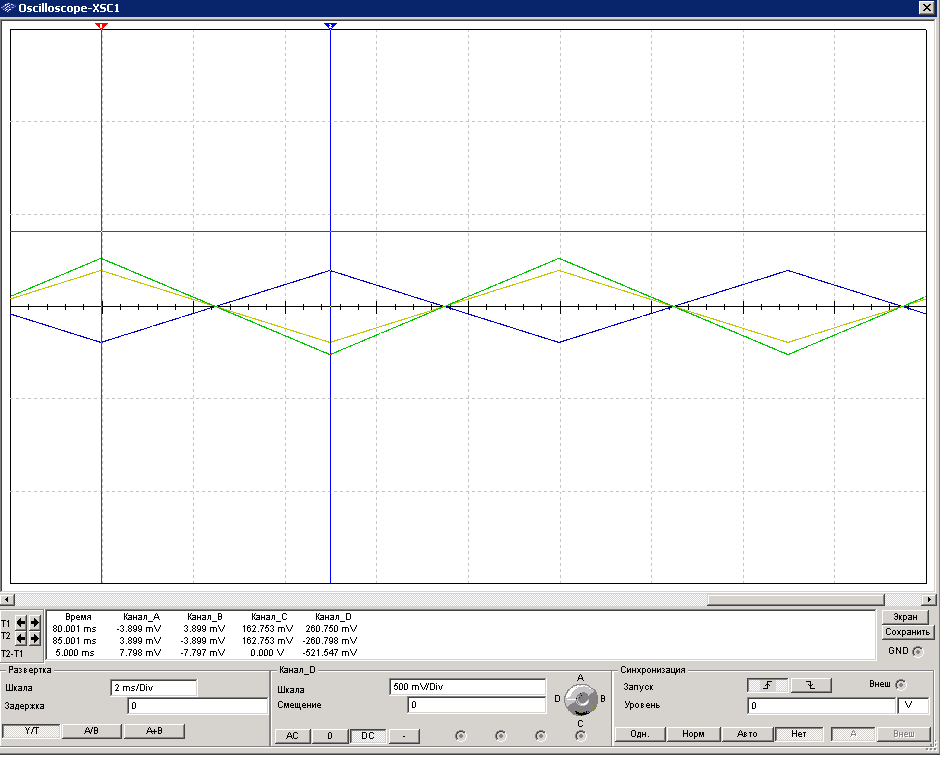 Oscilloscope-XSC1
1
2
Время Канал_A Канал_B Канал_C Канал_D
T1 80.001 ms -3.899 mV 3.899 mV 162.753 mV 260.750 mV
T2 85.001 ms 3.899 mV -3.899 mV 162.753 mV -260.798 mV
T2-T1 5.000 ms 7.798 mV -7.797 mV 0.000 V -521.547 mV
Экран
Сохранить
GND
Развертка
Шкала 2 ms/Div
Задержка 0
Y/T A/B A+B
Канал_D
Шкала 500 mV/Div
Смещение 0
AC 0 DC -
A
D B
C
Синхронизация
Запуск Внеш
Уровень 0 V
Одн. Норм Авто Нет A Внеш